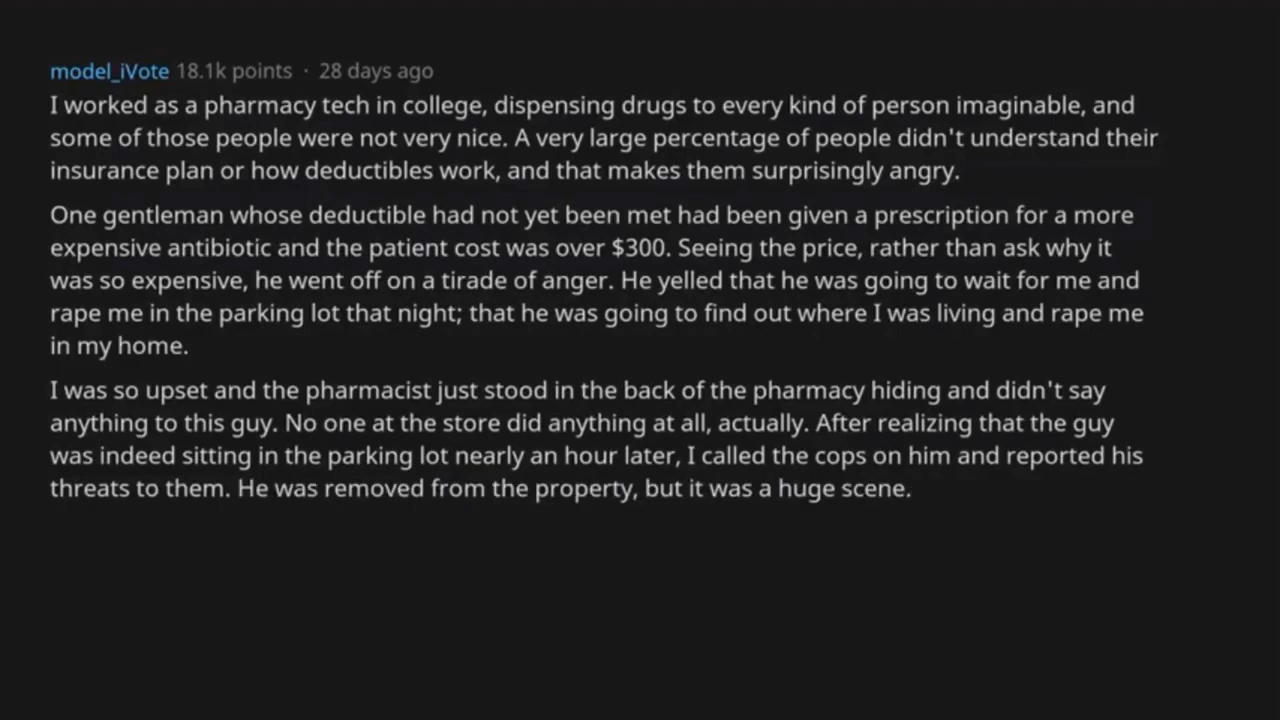 model_iVote 18.1k points · 28 days ago
I worked as a pharmacy tech in college, dispensing drugs to every kind of person imaginable, and
some of those people were not very nice. A very large percentage of people didn't understand their
insurance plan or how deductibles work, and that makes them surprisingly angry.
One gentleman whose deductible had not yet been met had been given a prescription for a more
expensive antibiotic and the patient cost was over $300. Seeing the price, rather than ask why it
was so expensive, he went off on a tirade of anger. He yelled that he was going to wait for me and
rape me in the parking lot that night; that he was going to find out where I was living and rape me
in my home.
I was so upset and the pharmacist just stood in the back of the pharmacy hiding and didn't say
anything to this guy. No one at the store did anything at all, actually. After realizing that the guy
was indeed sitting in the parking lot nearly an hour later, I called the cops on him and reported his
threats to them. He was removed from the property, but it was a huge scene.